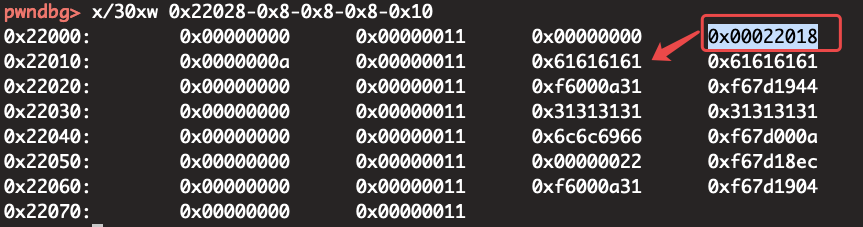 pwndbg> x/30xw 0x22028-0x8-0x8-0x8-0x10
0x22000: 0x00000000 0x00000011 0x00000000 0x00022018
0x22010: 0x0000000a 0x00000011 0x61616161 0x61616161
0x22020: 0x00000000 0x00000011 0xf6000a31 0xf67d1944
0x22030: 0x00000000 0x00000011 0x31313131 0x31313131
0x22040: 0x00000000 0x00000011 0x6c6c6966 0xf67d000a
0x22050: 0x00000000 0x00000011 0x00000022 0xf67d18ec
0x22060: 0x00000000 0x00000011 0xf6000a31 0xf67d1904
0x22070: 0x00000000 0x00000011